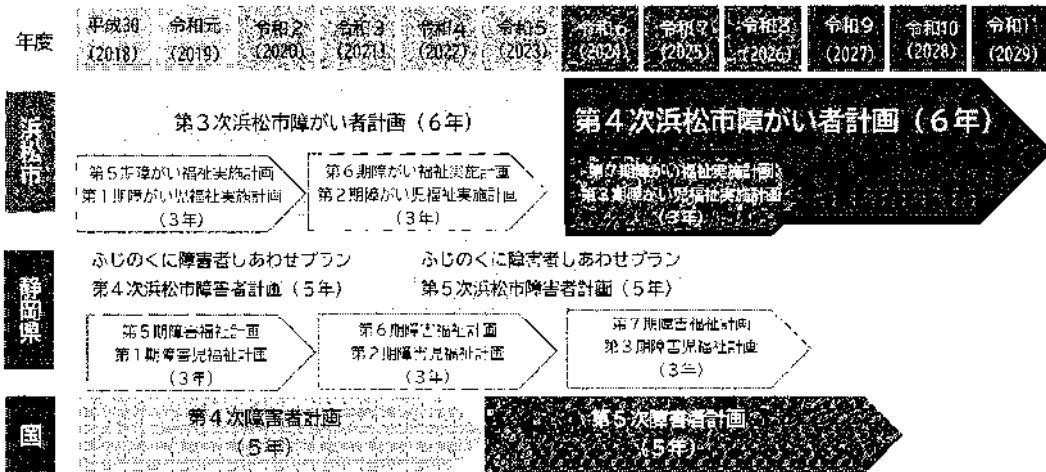 年度
平成30 令和元 令和2 令和3 令和4 令和5 令和6 令和7 令和8 令和9 令和10 令和11
(2018) (2019) (2020) (2021) (2022) (2023) (2024) (2025) (2026) (2027) (2028) (2029)
浜松市
第3次浜松市障がい者計画（6年）
第4次浜松市障がい者計画（6年）
第5期障がい福祉実施計画
第1期障がい児福祉実施計画
（3年）
第6期障がい福祉実施計画
第2期障がい児福祉実施計画
（3年）
第7期障がい福祉実施計画
第3期障がい児福祉実施計画
（3年）
静岡県
ふじのくに障害者しあわせプラン
第4次浜松市障害者計画（5年）
ふじのくに障害者しあわせプラン
第5次浜松市障害者計画（5年）
第5期障害福祉計画
第1期障害児福祉計画
（3年）
第6期障害福祉計画
第2期障害児福祉計画
（3年）
第7期障害福祉計画
第3期障害児福祉計画
（3年）
国
第4次障害者計画
（5年）
第5次障害者計画
（5年）